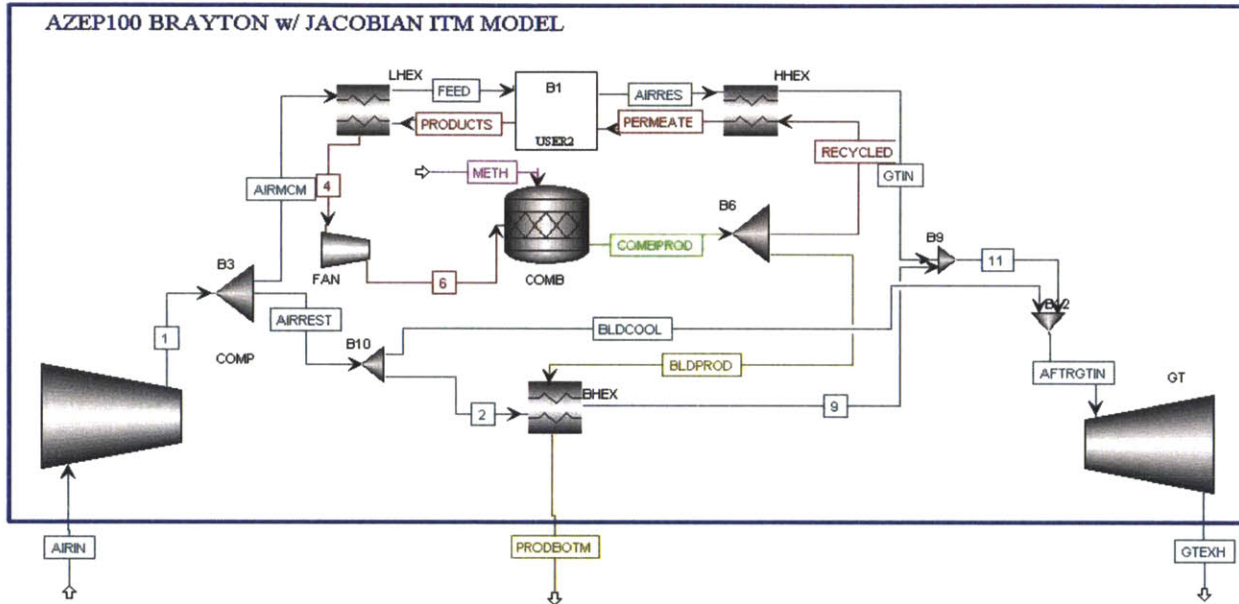 AZEP100 BRAYTON w/ JACOBIAN ITM MODEL
LHEX
FEED
B1
USER2
AIRRES
HHEX
PRODUCTS
PERMEATE
RECYCLED
METH
AIRMCM
4
GTIN
B6
COMBPROD
B3
FAN
6
COMB
B9
11
AIRREST
1
BLDCOOL
B10
COMP
BLDPROD
AFTRGTIN
GT
BHEX
2
9
AIRIN
PRODBOTM
GTEXH